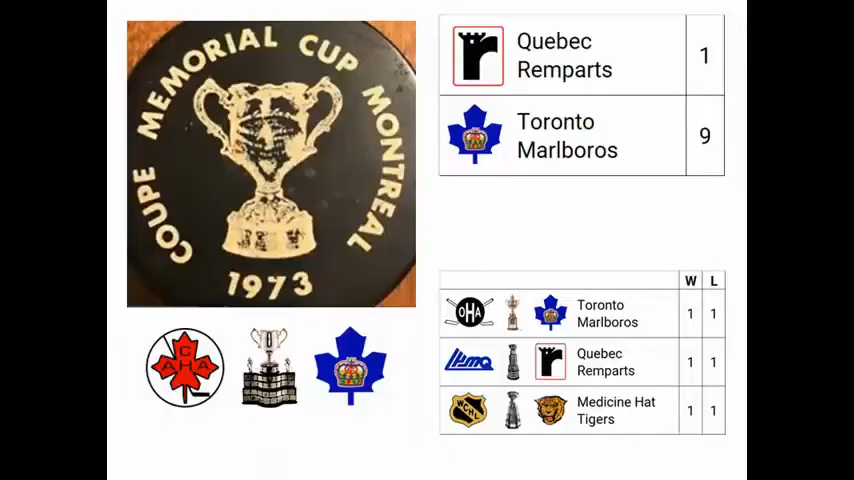 COUPE MEMORIAL CUP MONTREAL
1973
CAHA
Quebec
Remparts
1
Toronto
Marlboros
9
W L
OHA
Toronto
Marlboros
1 1
LHJMQ
Quebec
Remparts
1 1
WCHL
Medicine Hat
Tigers
1 1